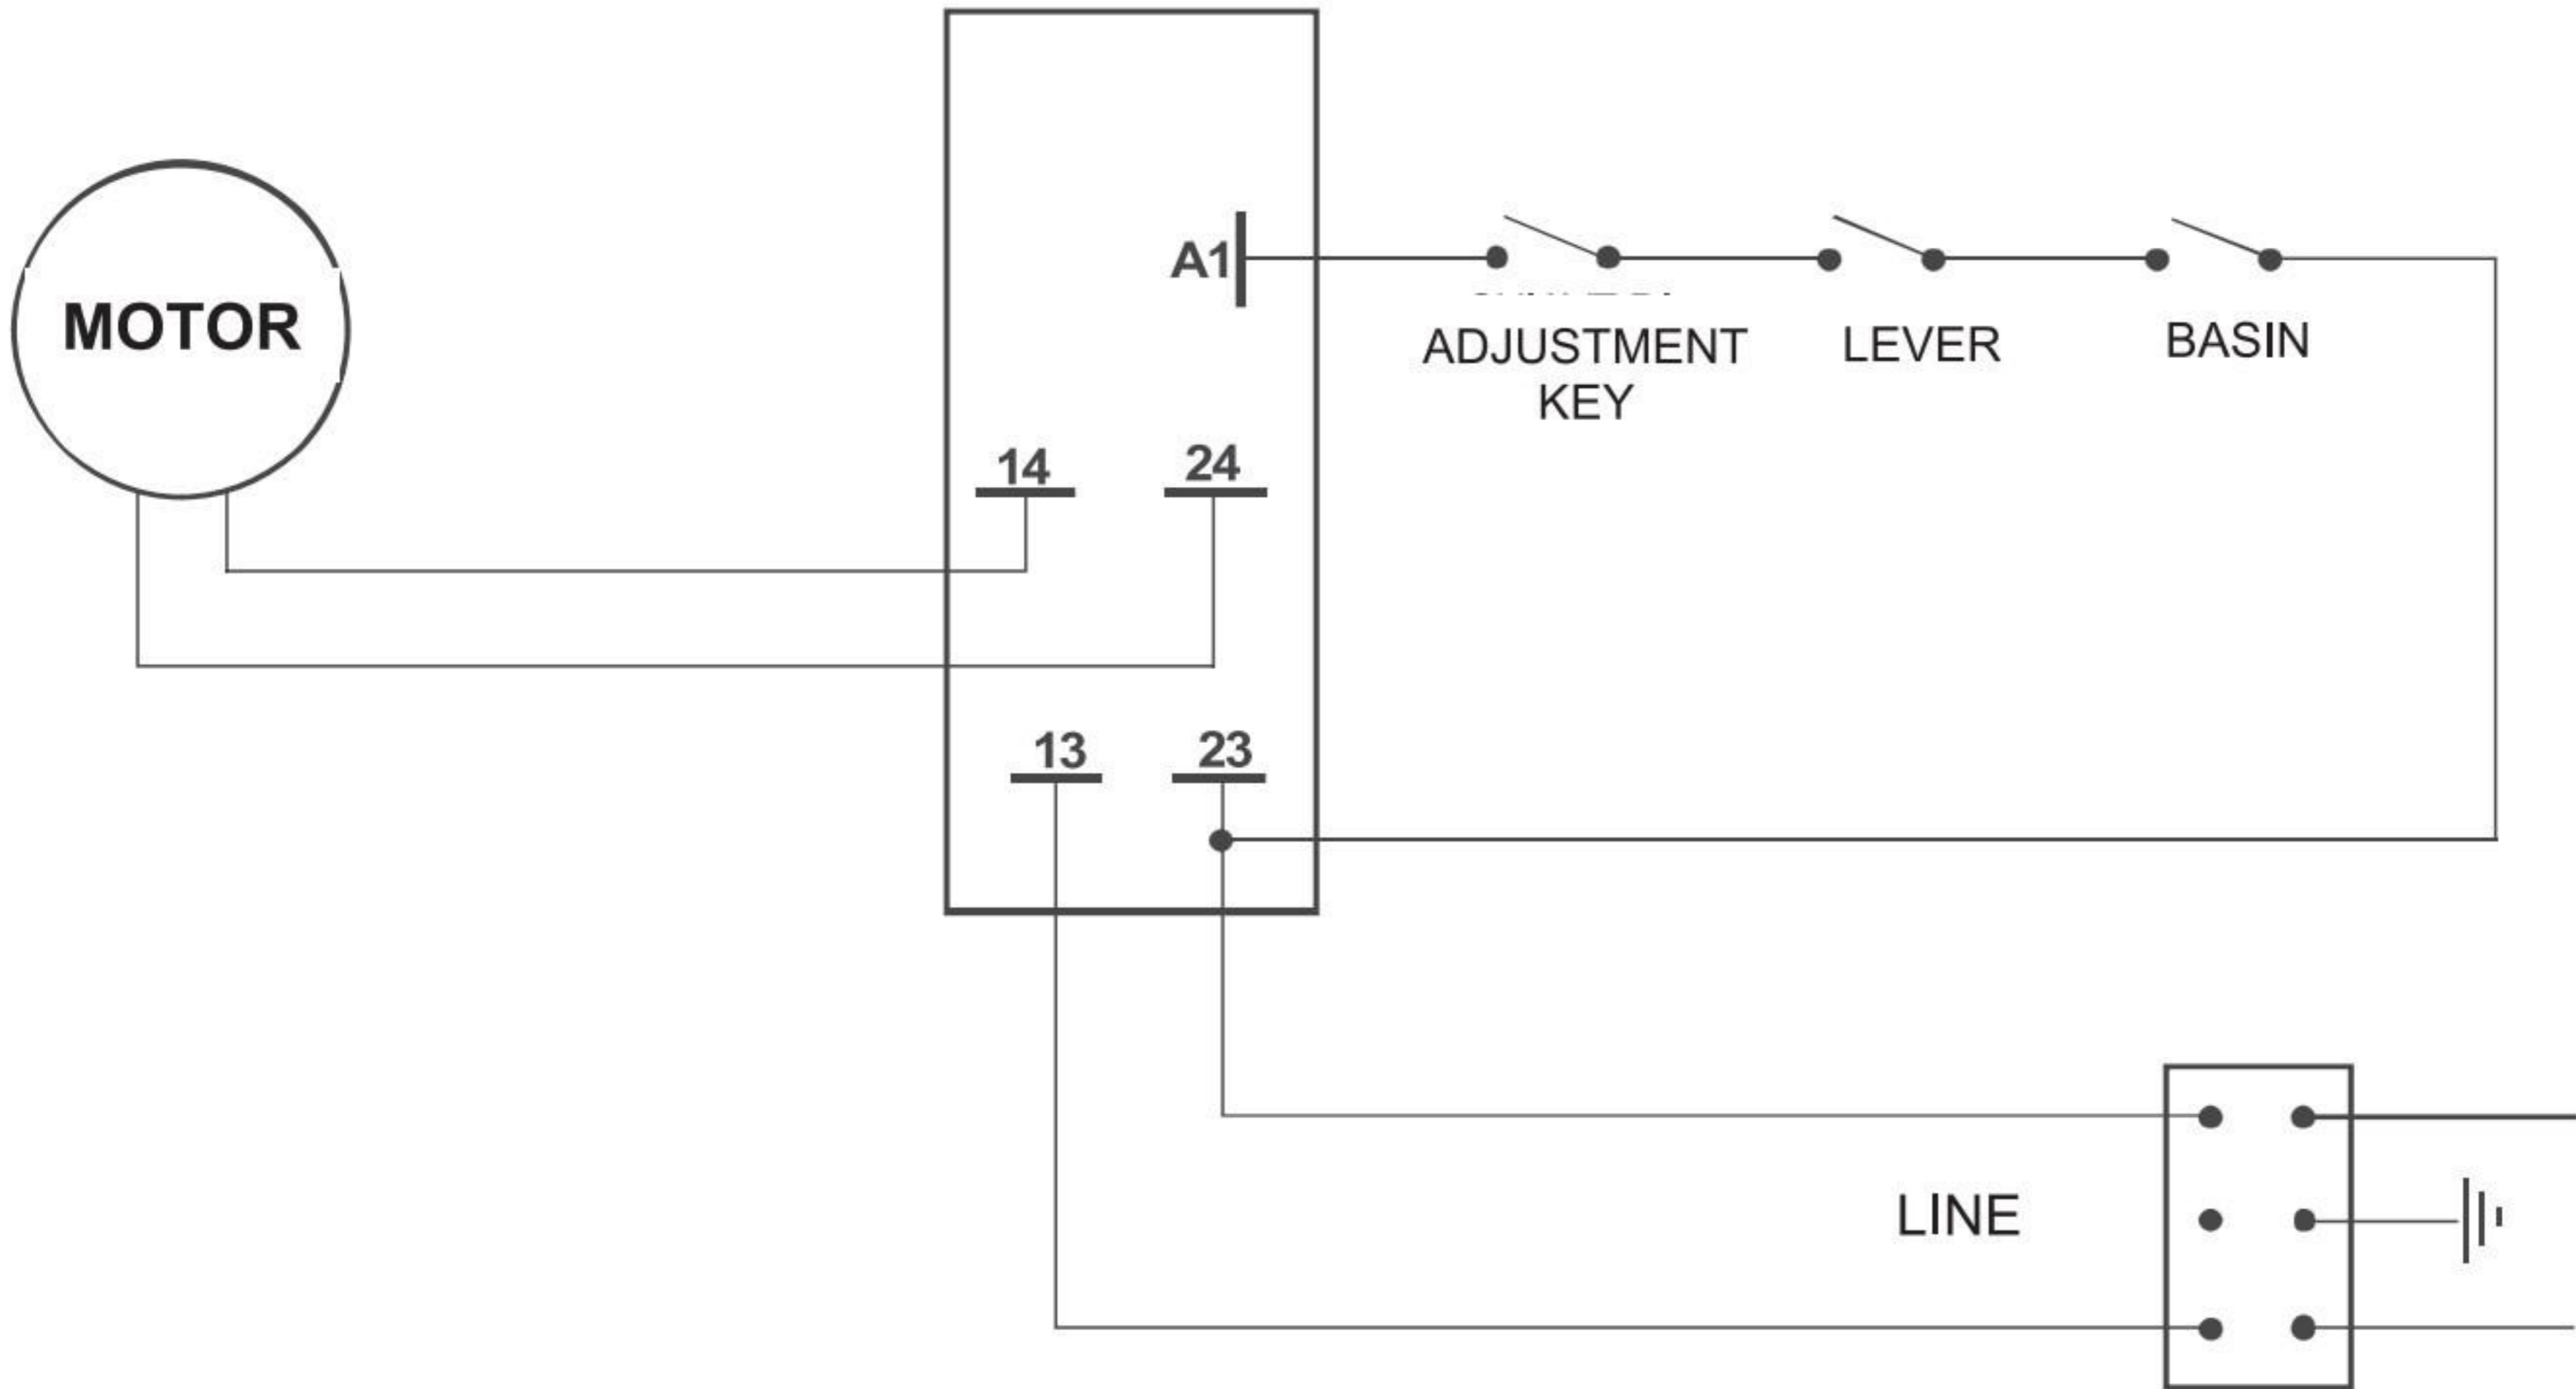 MOTOR
A1
ADJUSTMENT
KEY
LEVER
BASIN
14
24
13
23
LINE